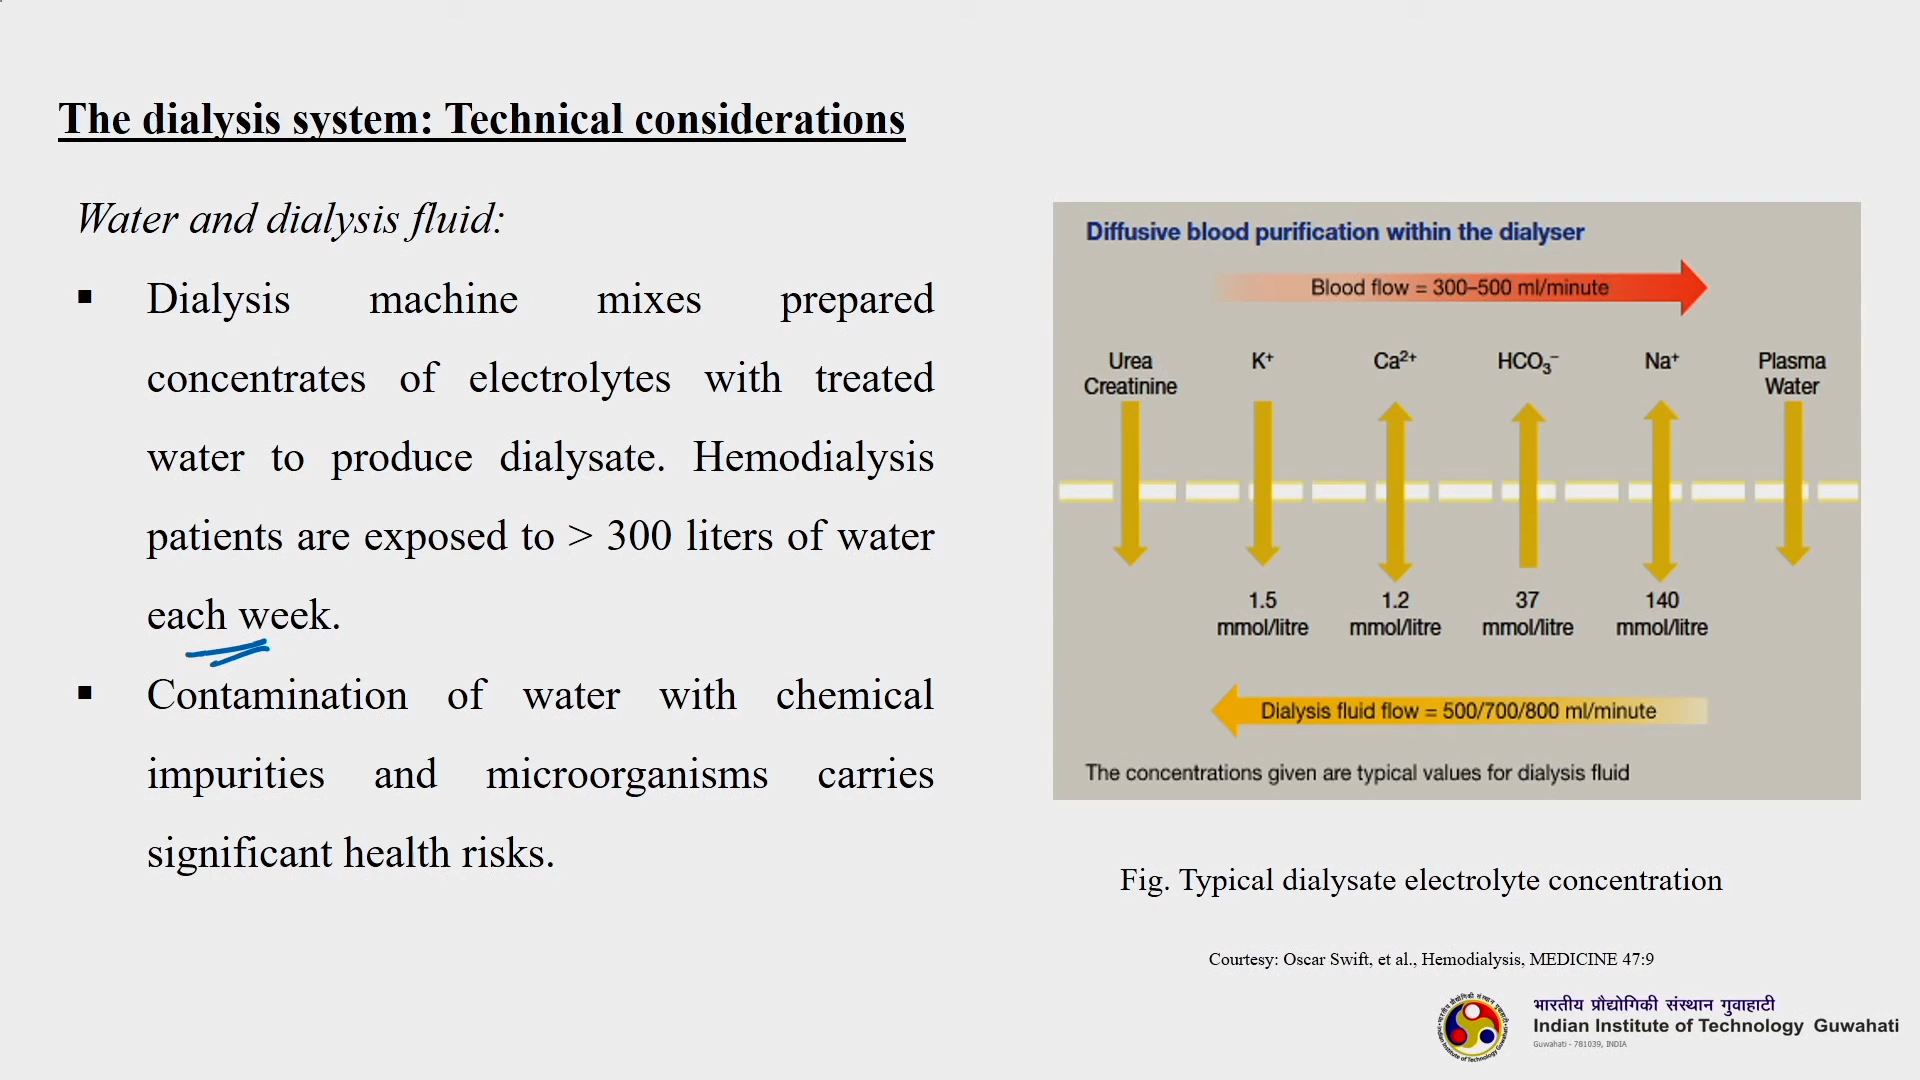 The dialysis system: Technical considerations
Water and dialysis fluid:
▪ Dialysis machine mixes prepared
concentrates of electrolytes with treated
water to produce dialysate. Hemodialysis
patients are exposed to > 300 liters of water
each week.
▪ Contamination of water with chemical
impurities and microorganisms carries
significant health risks.
Diffusive blood purification within the dialyser
Blood flow = 300–500 ml/minute
Urea K⁺ Ca²⁺ HCO₃⁻ Na⁺ Plasma
Creatinine Water
1.5 1.2 37 140
mmol/litre mmol/litre mmol/litre mmol/litre
Dialysis fluid flow = 500/700/800 ml/minute
The concentrations given are typical values for dialysis fluid
Fig. Typical dialysate electrolyte concentration
Courtesy: Oscar Swift, et al., Hemodialysis, MEDICINE 47:9
भारतीय प्रौद्योगिकी संस्थान गुवाहाटी
Indian Institute of Technology Guwahati
Guwahati - 781039, INDIA